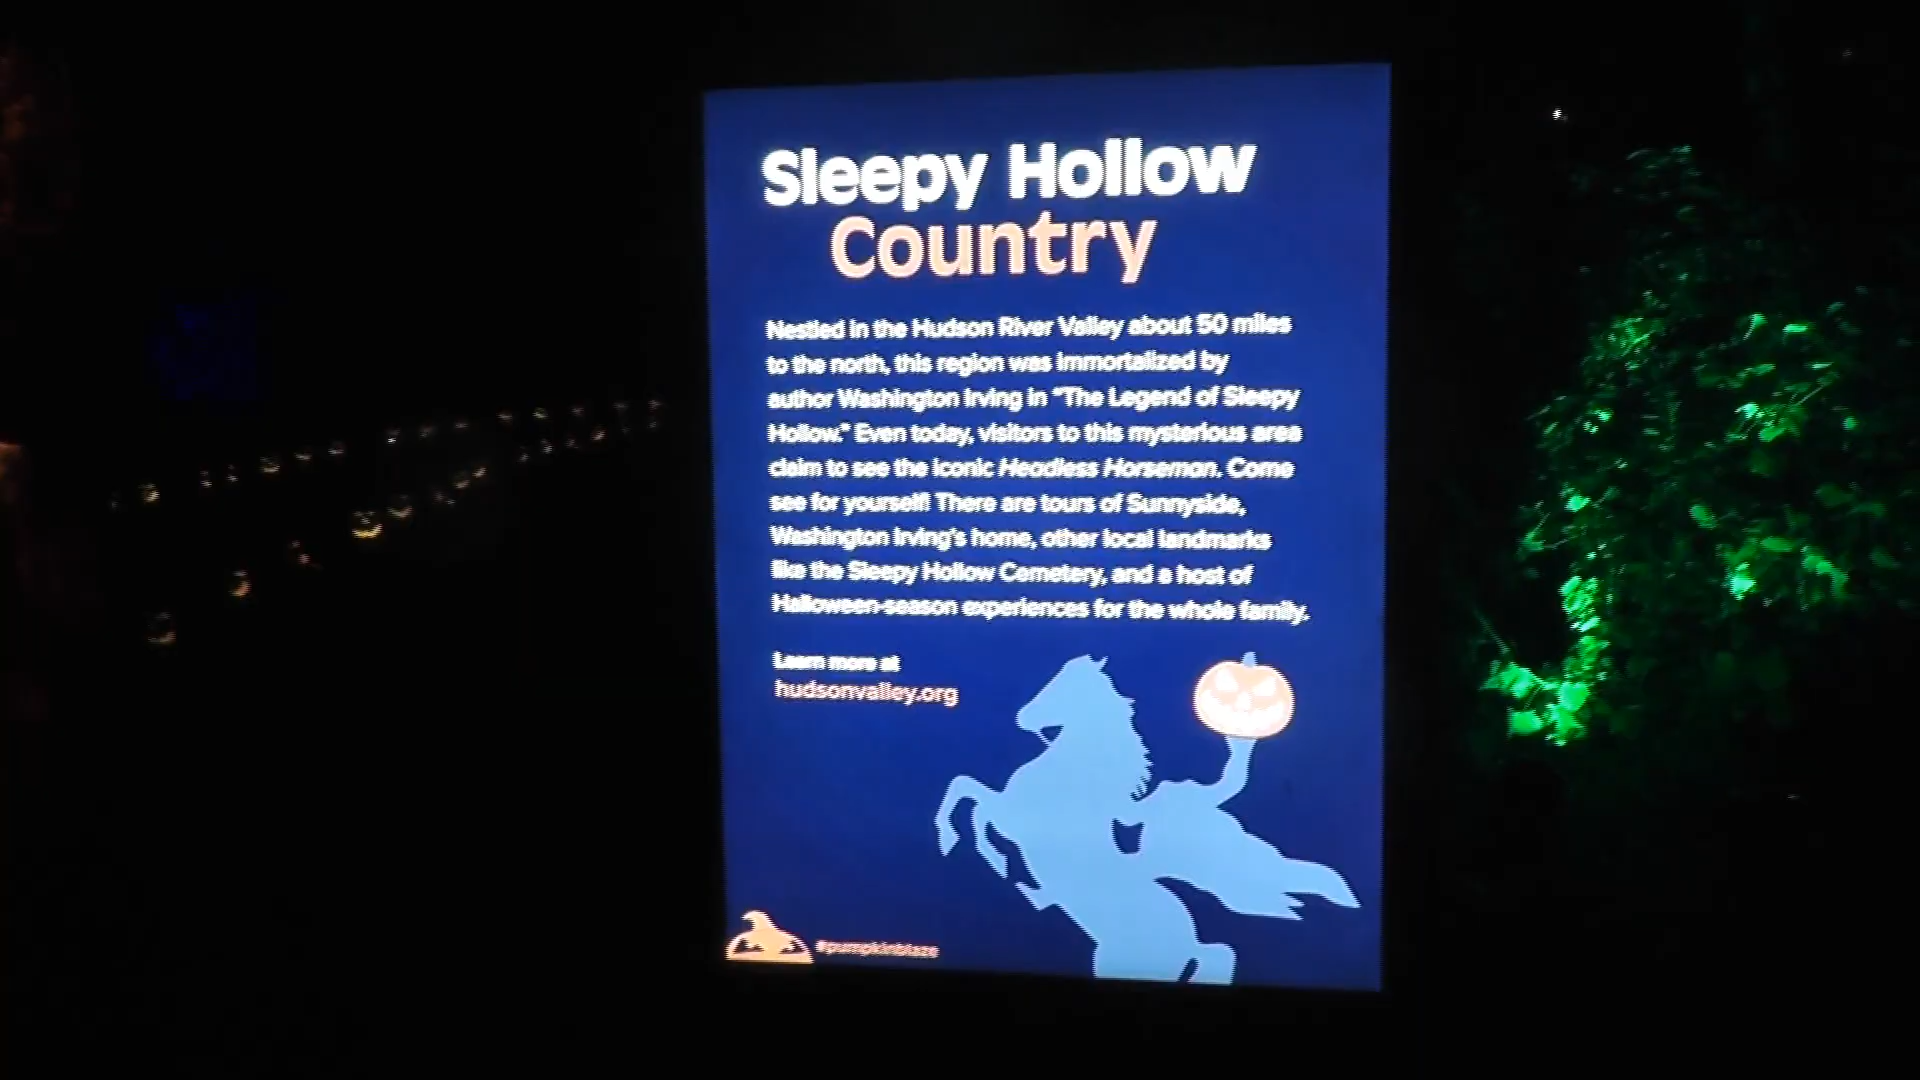 Sleepy Hollow
Country
Nestled in the Hudson River Valley about 50 miles
to the north, this region was immortalized by
author Washington Irving in "The Legend of Sleepy
Hollow." Even today, visitors to this mysterious area
claim to see the iconic Headless Horseman. Come
see for yourself! There are tours of Sunnyside,
Washington Irving's home, other local landmarks
like the Sleepy Hollow Cemetery, and a host of
Halloween-season experiences for the whole family.
Learn more at
hudsonvalley.org
#pumpkinblaze